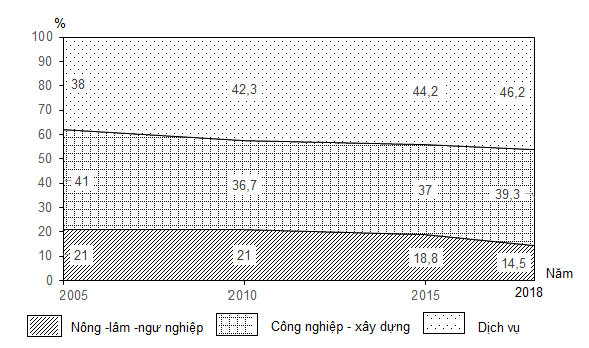 %
100
90
38 42,3 44,2 46,2
80
70
60
50
41 36,7 37 39,3
40
30
20
21 21 18,8 14.5
10
0
Năm
2005 2010 2015 2018
Nông -lâm -ngư nghiệp Công nghiệp - xây dựng Dịch vụ